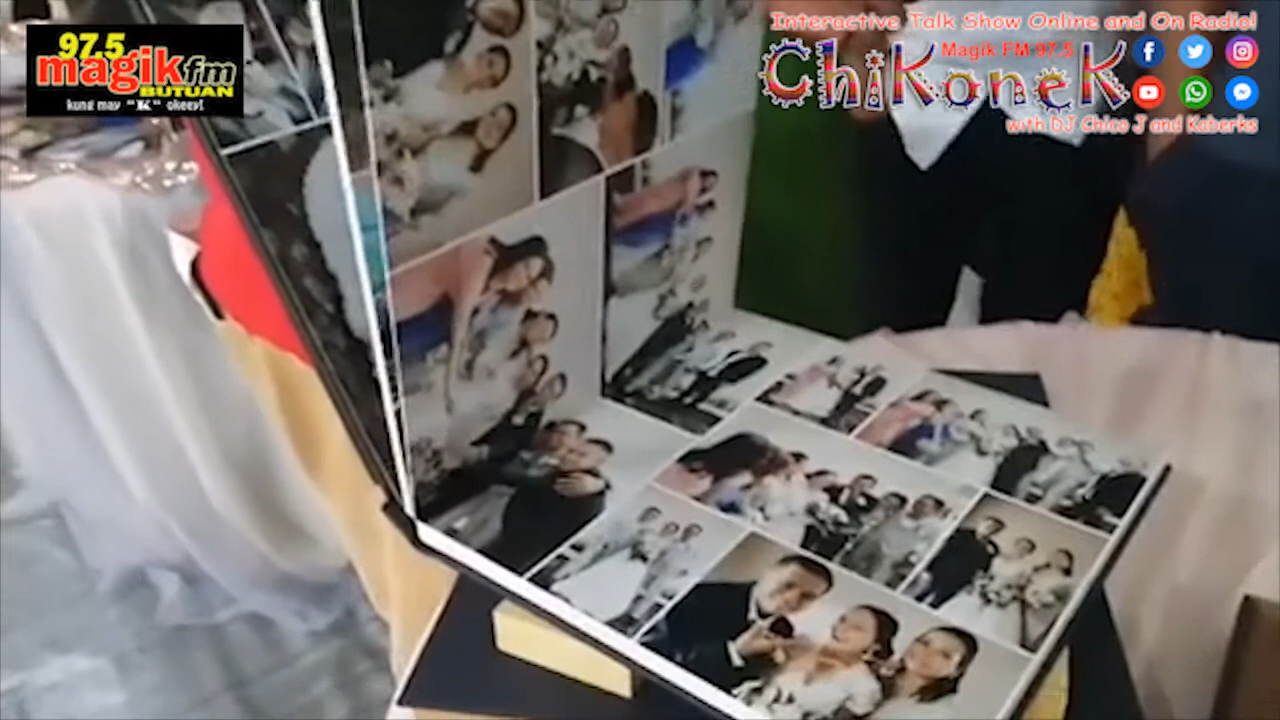 97.5
magik fm
BUTUAN
kung may "K" okeey!
Interactive Talk Show Online and On Radio!
Magik FM 97.5
ChiKoneK
with DJ Chico J and Kaberks